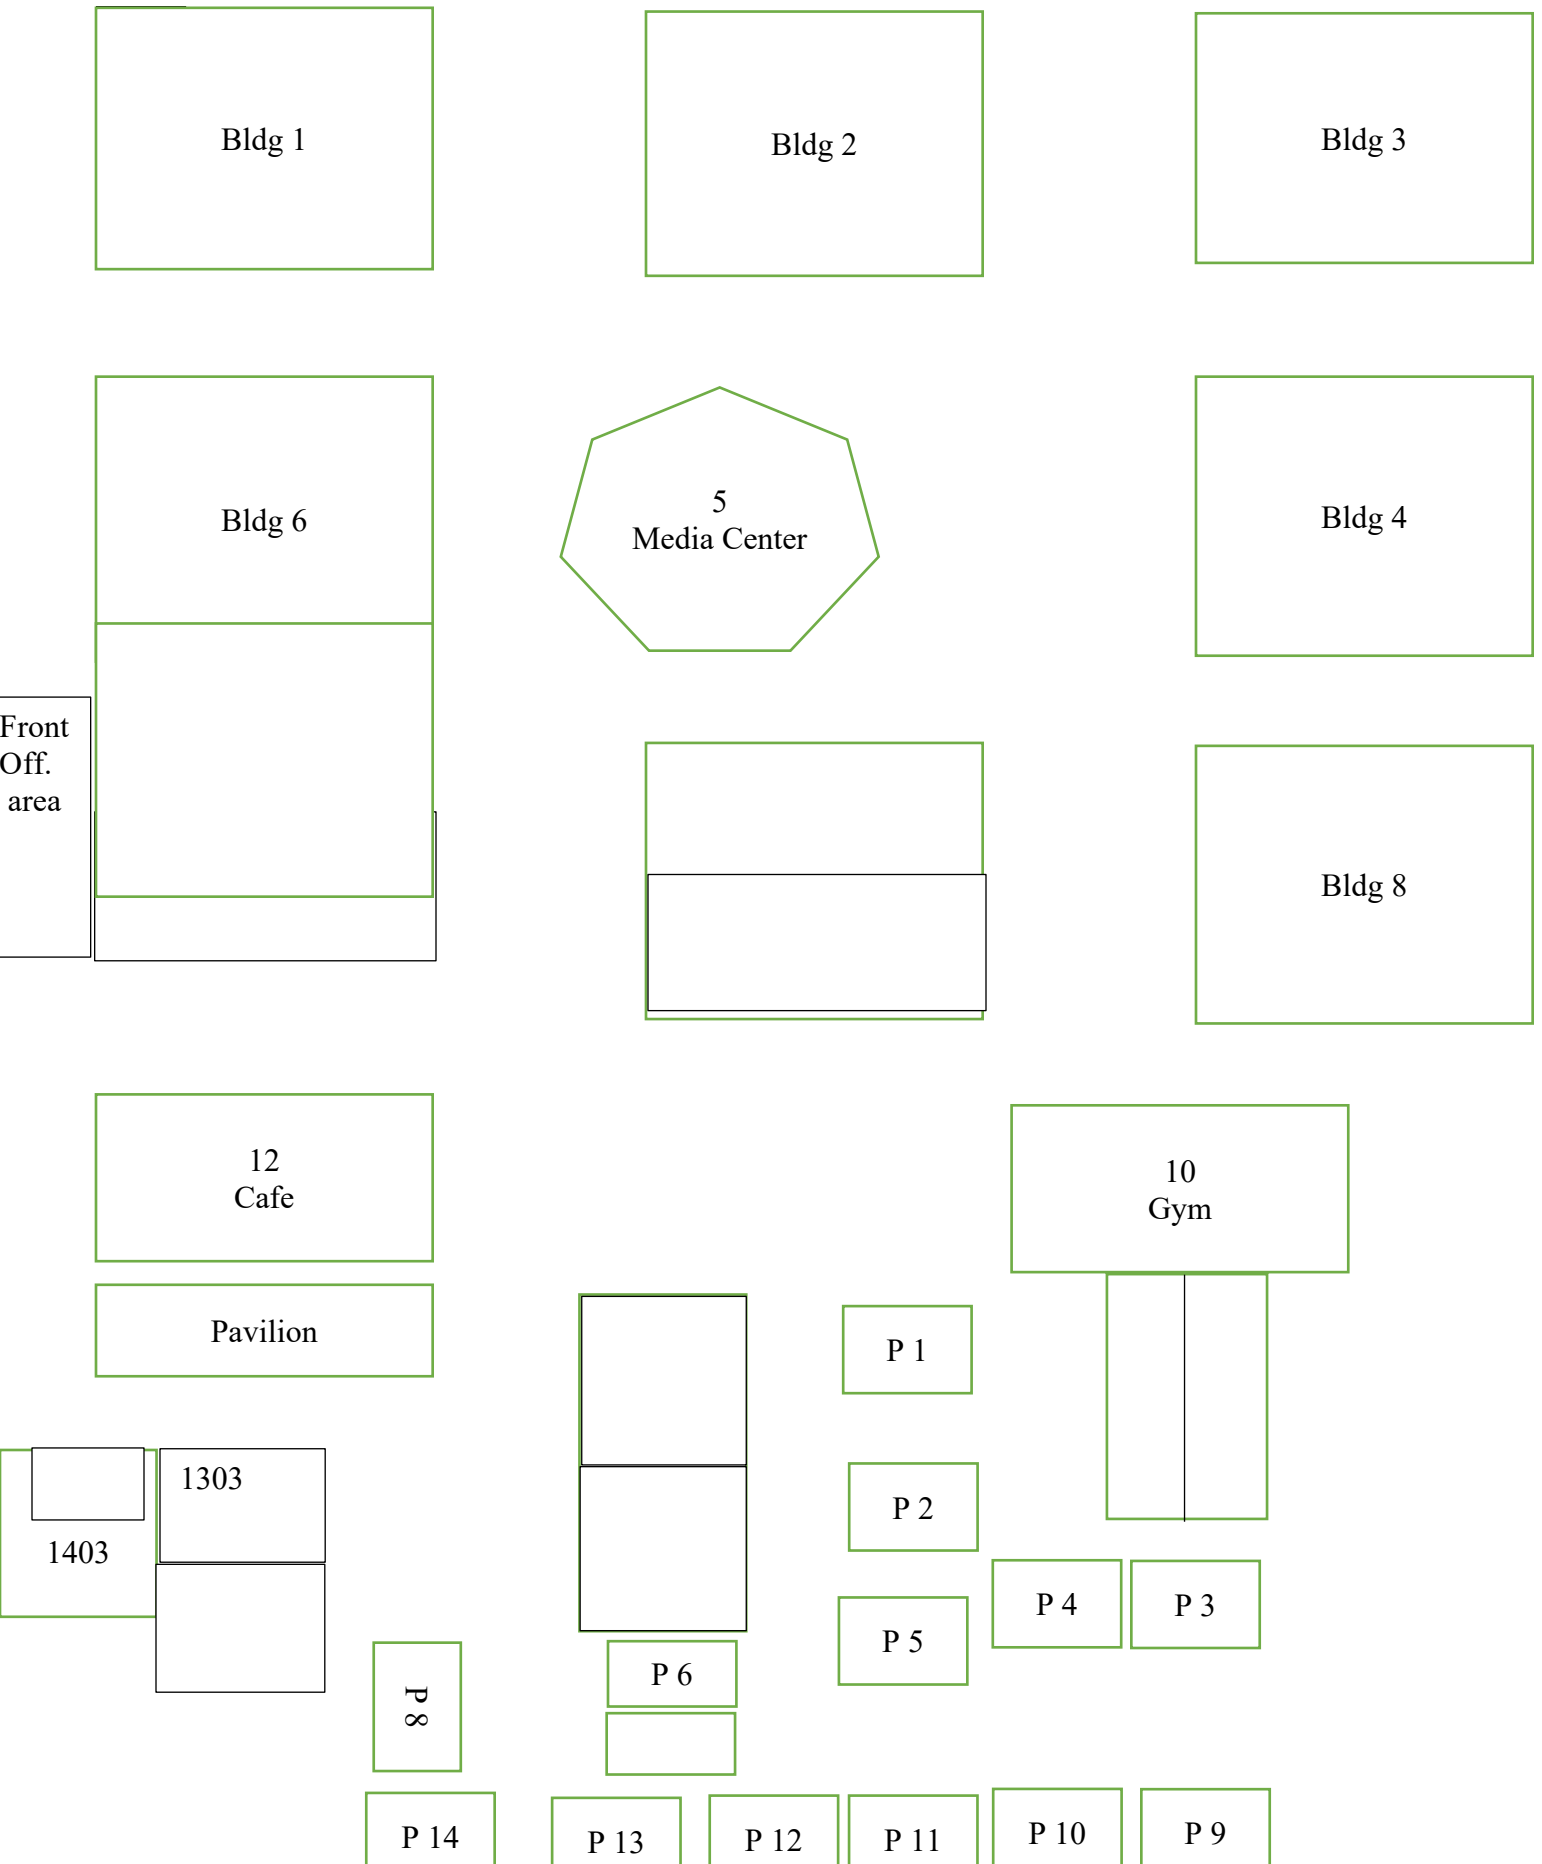 Bldg 1
Bldg 2
Bldg 3
Bldg 6
5
Media Center
Bldg 4
Front
Off.
area
Bldg 8
12
Cafe
10
Gym
Pavilion
P 1
1303
P 2
1403
P 4
P 3
P 5
P 6
P 8
P 14
P 13
P 12
P 11
P 10
P 9